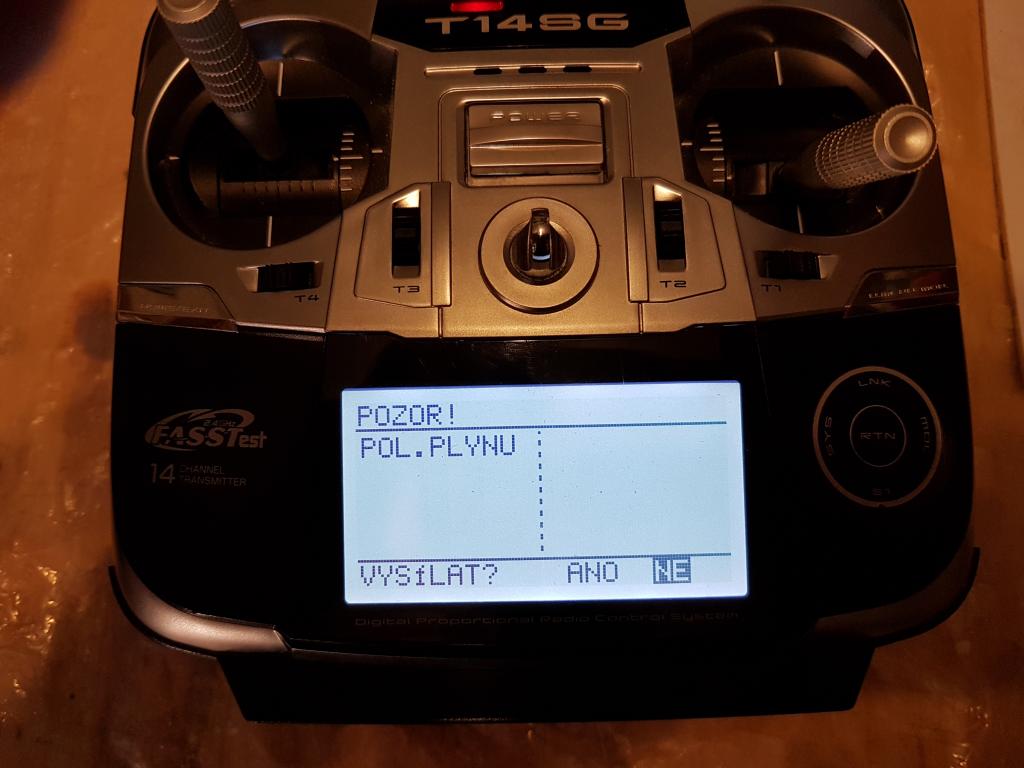 T14SG
POWER
T4
T3
T2
T1
FASSTest
14 CHANNEL
TRANSMITTER
LNK
SYS
RTN
MDL
S1
POZOR!
POL.PLYNU
VYSíLAT? ANO NE
Digital Proportional Radio Control System